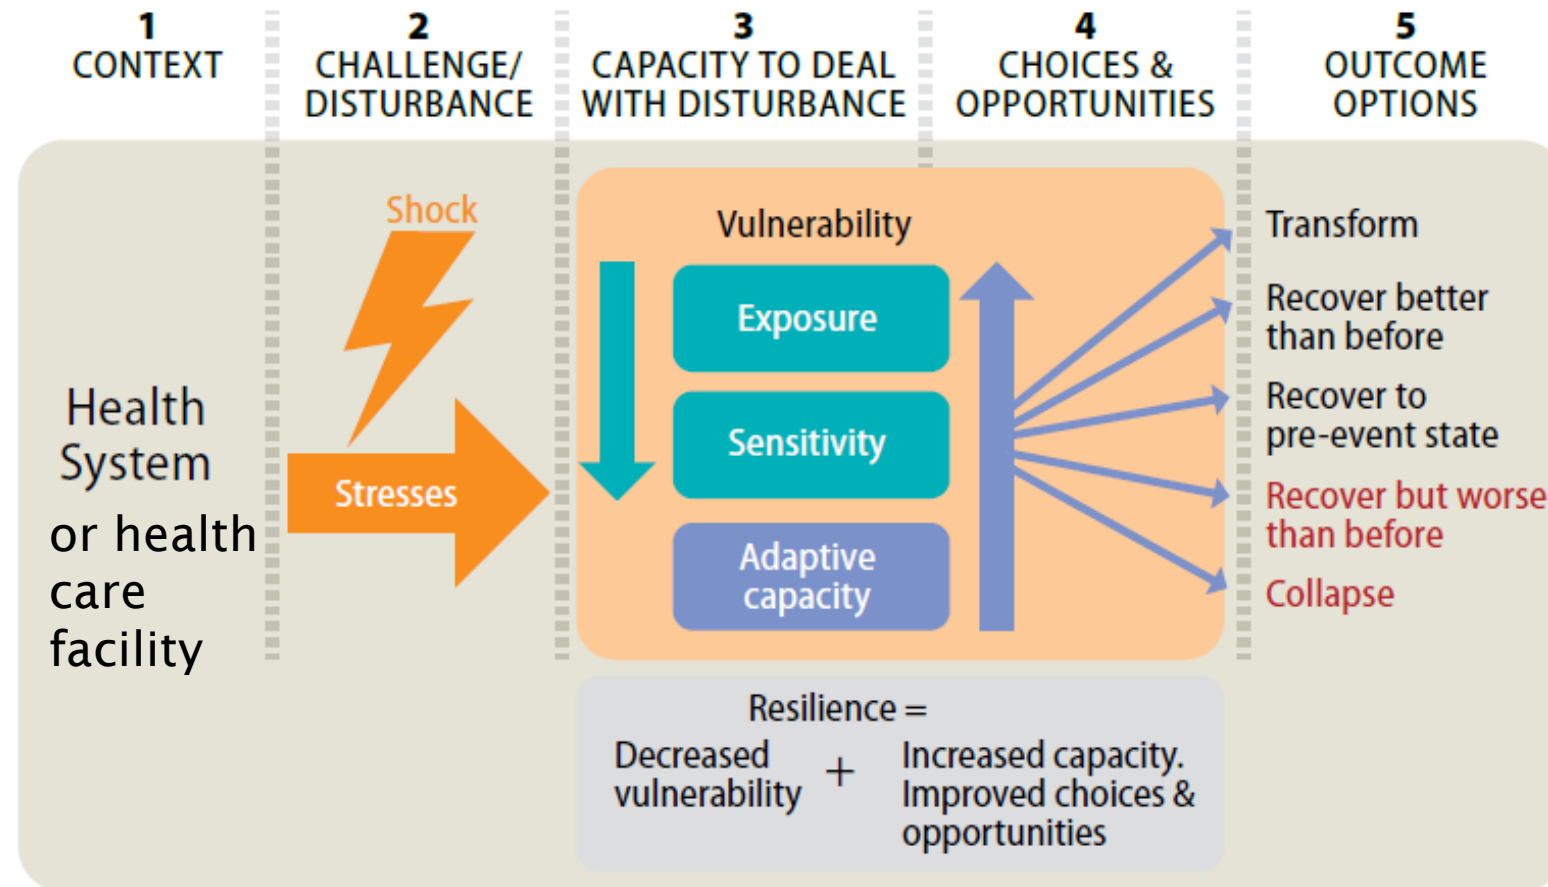 1
CONTEXT
2
CHALLENGE/
DISTURBANCE
3
CAPACITY TO DEAL
WITH DISTURBANCE
4
CHOICES &
OPPORTUNITIES
5
OUTCOME
OPTIONS
Health
System
or health
care
facility
Shock
Stresses
Vulnerability
Exposure
Sensitivity
Adaptive
capacity
Transform
Recover better
than before
Recover to
pre-event state
Recover but worse
than before
Collapse
Resilience =
Decreased
vulnerability
+
Increased capacity.
Improved choices &
opportunities